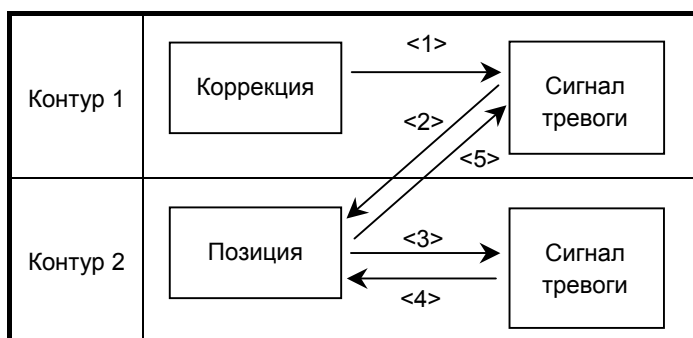 Контур 1
Коррекция
<1>
Сигнал
тревоги
<2>
<5>
Контур 2
Позиция
<3>
<4>
Сигнал
тревоги